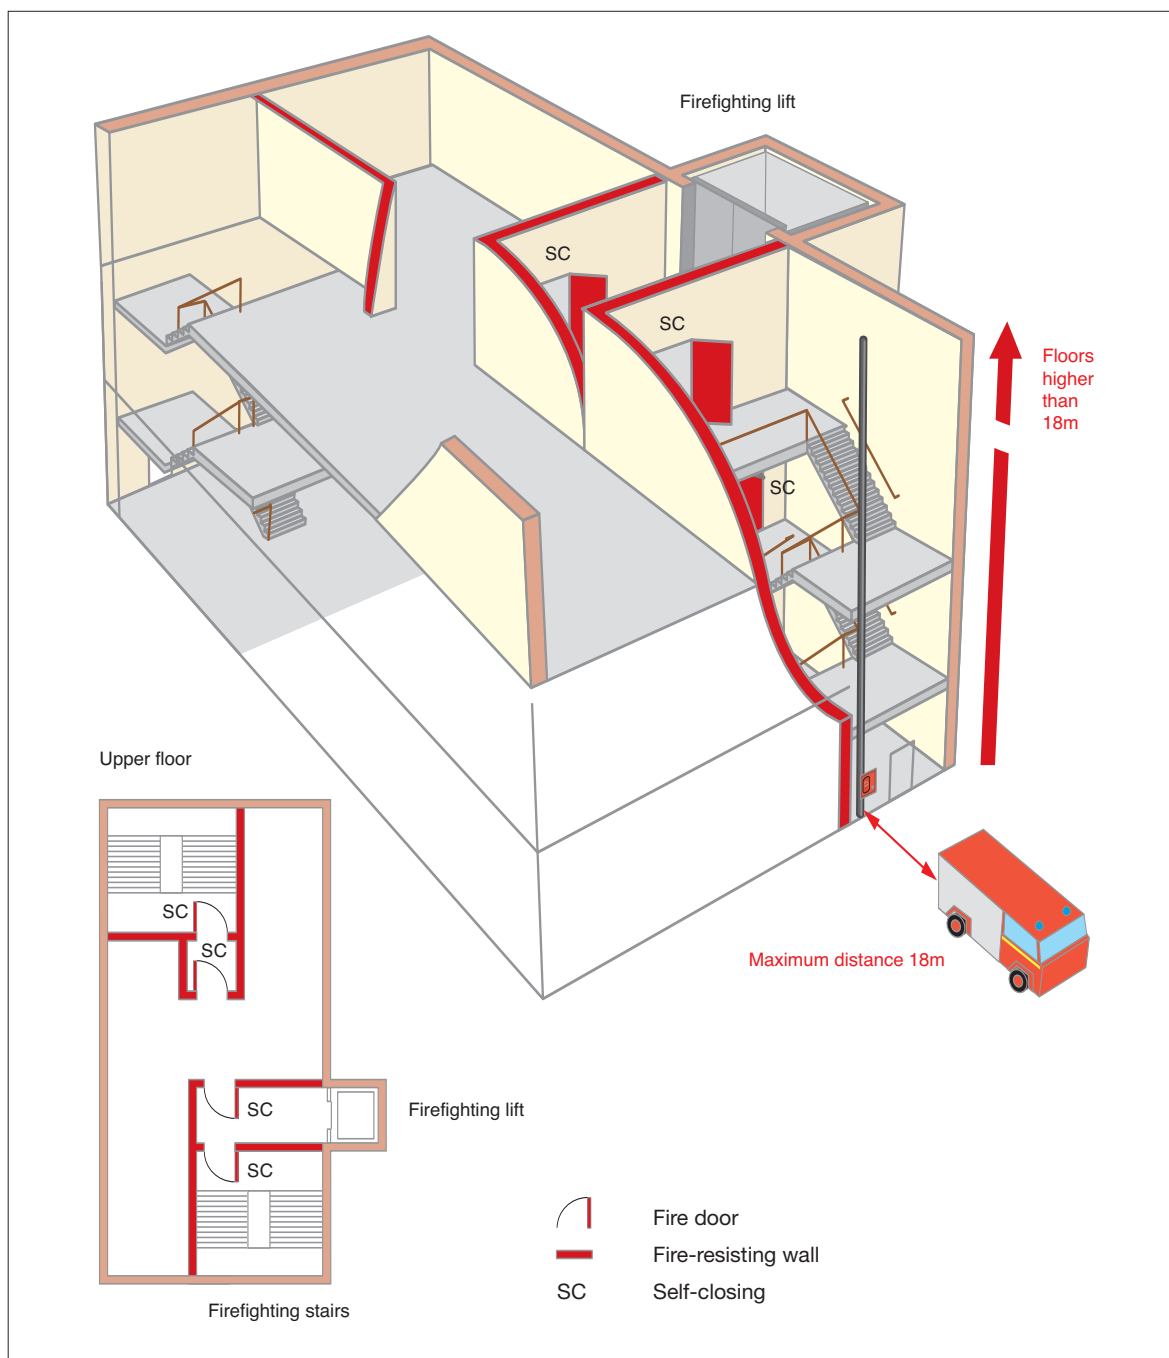 Firefighting lift
SC
SC
Floors
higher
than
18m
SC
Upper floor
SC
SC
Maximum distance 18m
SC
Firefighting lift
SC
Fire door
Fire-resisting wall
SC Self-closing
Firefighting stairs